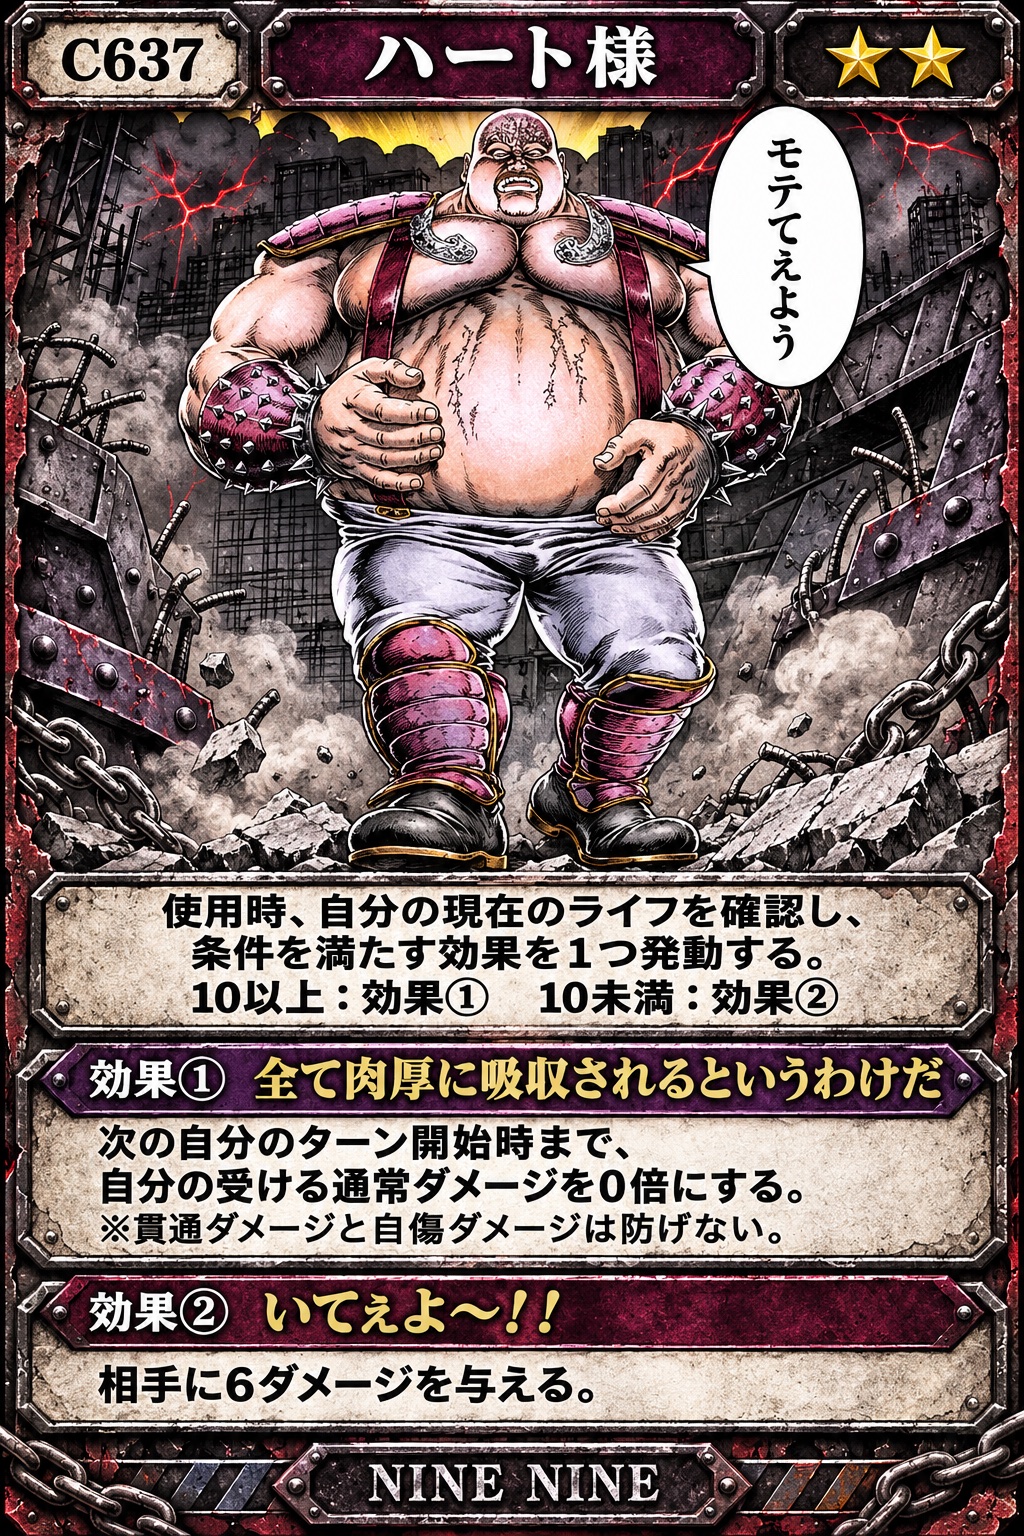 C637
ハート様
モテてぇよう
使用時、自分の現在のライフを確認し、
条件を満たす効果を1つ発動する。
10以上：効果① 10未満：効果②
効果① 全て肉厚に吸収されるというわけだ
次の自分のターン開始時まで、
自分の受ける通常ダメージを0倍にする。
※貫通ダメージと自傷ダメージは防げない。
効果② いてぇよ～!!
相手に6ダメージを与える。
NINE NINE